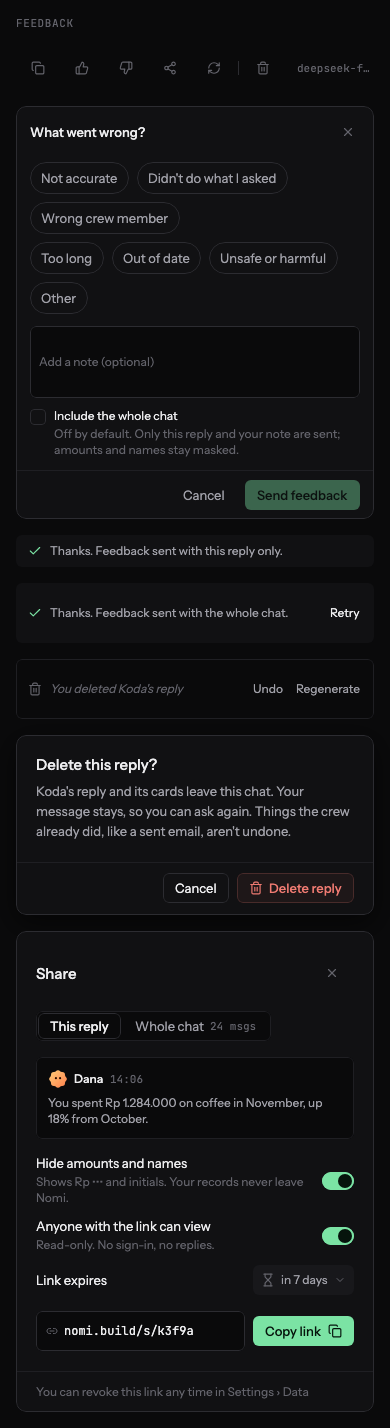 FEEDBACK
deepseek-f…
What went wrong?
Not accurate
Didn't do what I asked
Wrong crew member
Too long
Out of date
Unsafe or harmful
Other
Add a note (optional)
Include the whole chat
Off by default. Only this reply and your note are sent;
amounts and names stay masked.
Cancel
Send feedback
Thanks. Feedback sent with this reply only.
Thanks. Feedback sent with the whole chat.
Retry
You deleted Koda's reply
Undo
Regenerate
Delete this reply?
Koda's reply and its cards leave this chat. Your
message stays, so you can ask again. Things the crew
already did, like a sent email, aren't undone.
Cancel
Delete reply
Share
This reply
Whole chat 24 msgs
Dana 14:06
You spent Rp 1.284.000 on coffee in November, up
18% from October.
Hide amounts and names
Shows Rp ••• and initials. Your records never leave
Nomi.
Anyone with the link can view
Read-only. No sign-in, no replies.
Link expires
in 7 days
nomi.build/s/k3f9a
Copy link
You can revoke this link any time in Settings › Data